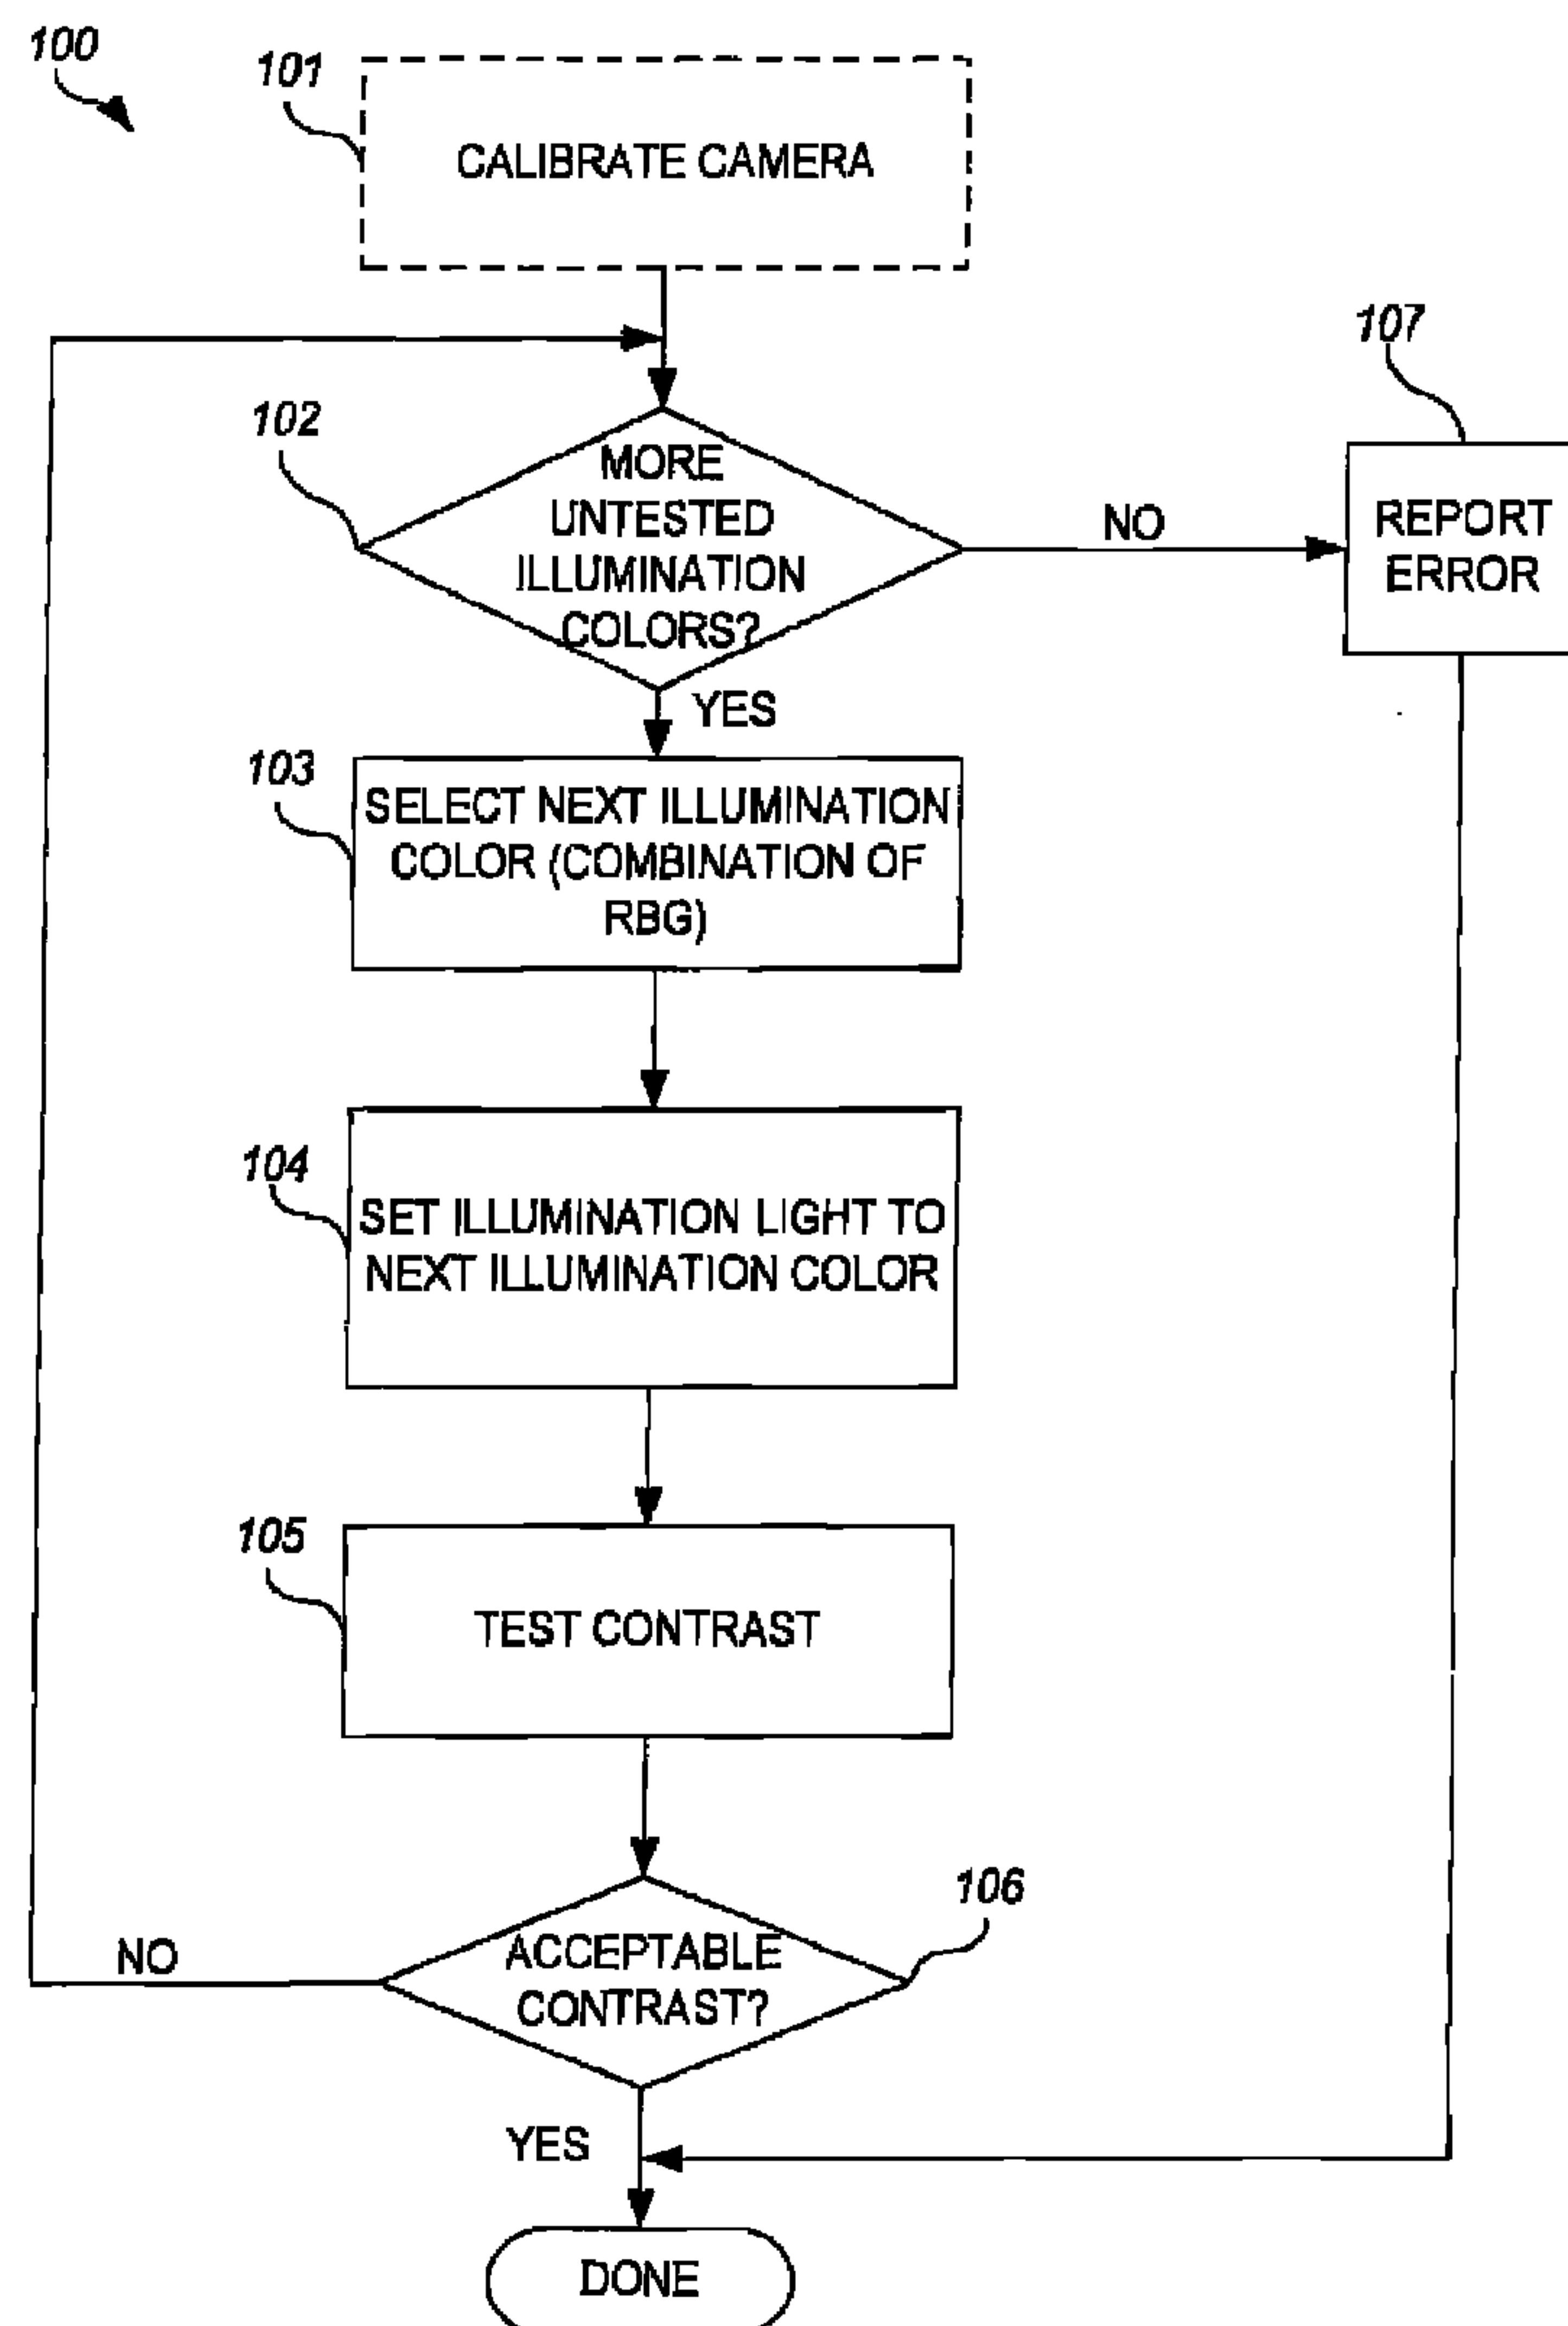 100
101
CALIBRATE CAMERA
107
102
MORE
UNTESTED
ILLUMINATION
COLORS?
NO
REPORT
ERROR
YES
103
SELECT NEXT ILLUMINATION
COLOR (COMBINATION OF
RBG)
104
SET ILLUMINATION LIGHT TO
NEXT ILLUMINATION COLOR
105
TEST CONTRAST
106
NO
ACCEPTABLE
CONTRAST?
YES
DONE